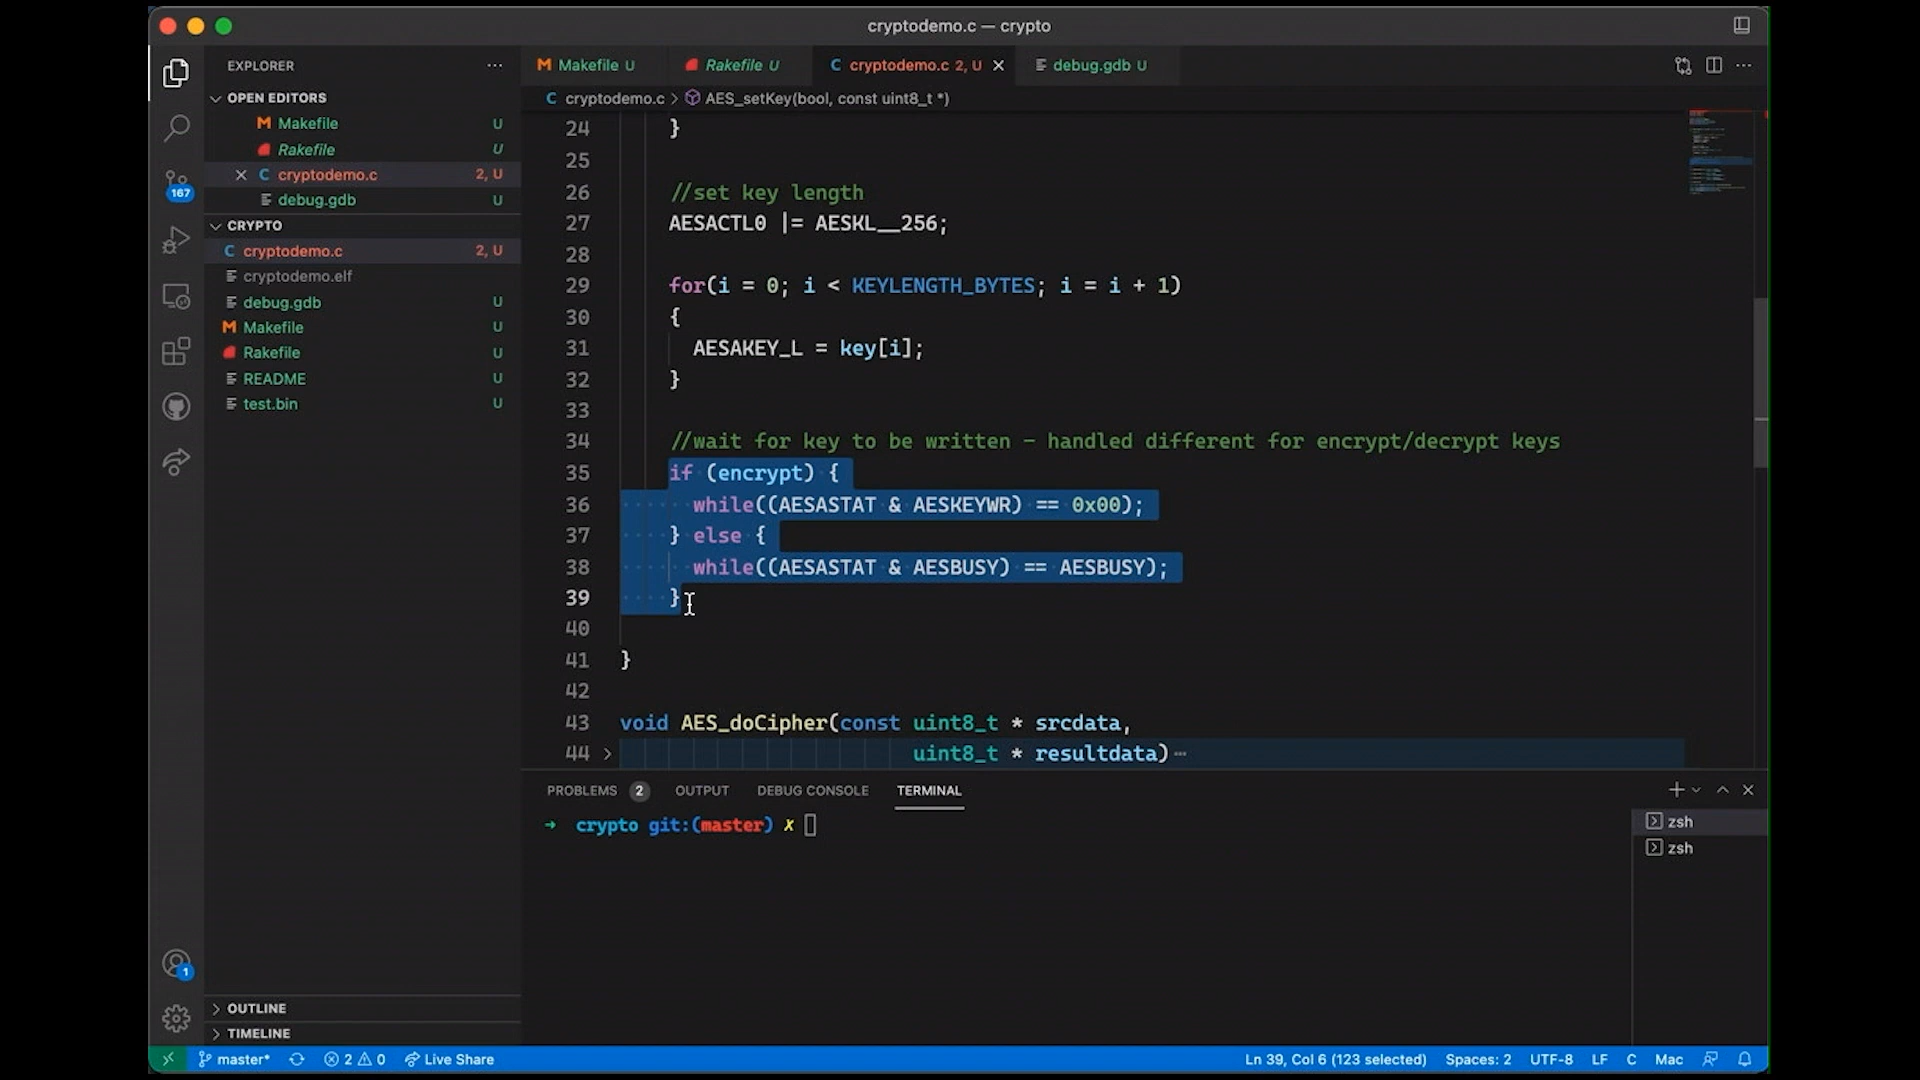 cryptodemo.c — crypto
EXPLORER
OPEN EDITORS
Makefile U
Rakefile U
cryptodemo.c 2, U
debug.gdb U
CRYPTO
cryptodemo.c 2, U
cryptodemo.elf
debug.gdb U
Makefile U
Rakefile U
README U
test.bin U
167
1
OUTLINE
TIMELINE
Makefile U Rakefile U cryptodemo.c 2, U debug.gdb U
cryptodemo.c > AES_setKey(bool, const uint8_t *)
24 }
25
26 //set key length
27 AESACTL0 |= AESKL__256;
28
29 for(i = 0; i < KEYLENGTH_BYTES; i = i + 1)
30 {
31 AESAKEY_L = key[i];
32 }
33
34 //wait for key to be written - handled different for encrypt/decrypt keys
35 if (encrypt) {
36 while((AESASTAT & AESKEYWR) == 0x00);
37 } else {
38 while((AESASTAT & AESBUSY) == AESBUSY);
39 }
40
41 }
42
43 void AES_doCipher(const uint8_t * srcdata,
44 uint8_t * resultdata)
PROBLEMS 2 OUTPUT DEBUG CONSOLE TERMINAL
→ crypto git:(master) ✗
zsh
zsh
master* 2 0 Live Share Ln 39, Col 6 (123 selected) Spaces: 2 UTF-8 LF C Mac